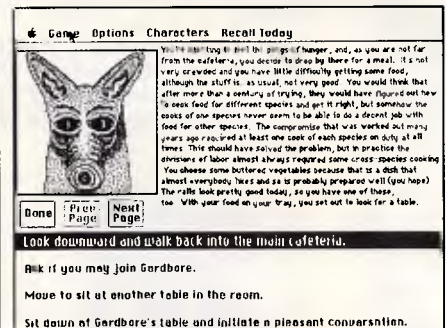 Game Options Characters Recall Today
You're starting to feel the pangs of hunger, and, as you are not far
from the cafeteria, you decide to drop by there for a meal. It's not
very crowded and you have little difficulty getting some food,
although the stuff is, as usual, not very good. You would think that
after more than a century of trying, they would have figured out how
to cook food for different species and get it right, but somehow the
cooks of one species never seem to be able to do a decent job with
food for other species. The compromise that was worked out many
years ago required at least one cook of each species on duty at all
times. This should have solved the problem, but in practice the
divisions of labor almost always required some cross-species cooking
You choose some buttered vegetables because that is a dish that
almost everybody likes and so is probably prepared well (you hope)
The rolls look pretty good today, so you have one of those,
too. With your food on your tray, you set out to look for a table.
Done
Prev Page
Next Page
Look downward and walk back into the main cafeteria.
Ask if you may join Gardbore.
Move to sit at another table in the room.
Sit down at Gardbore's table and initiate a pleasant conversation.